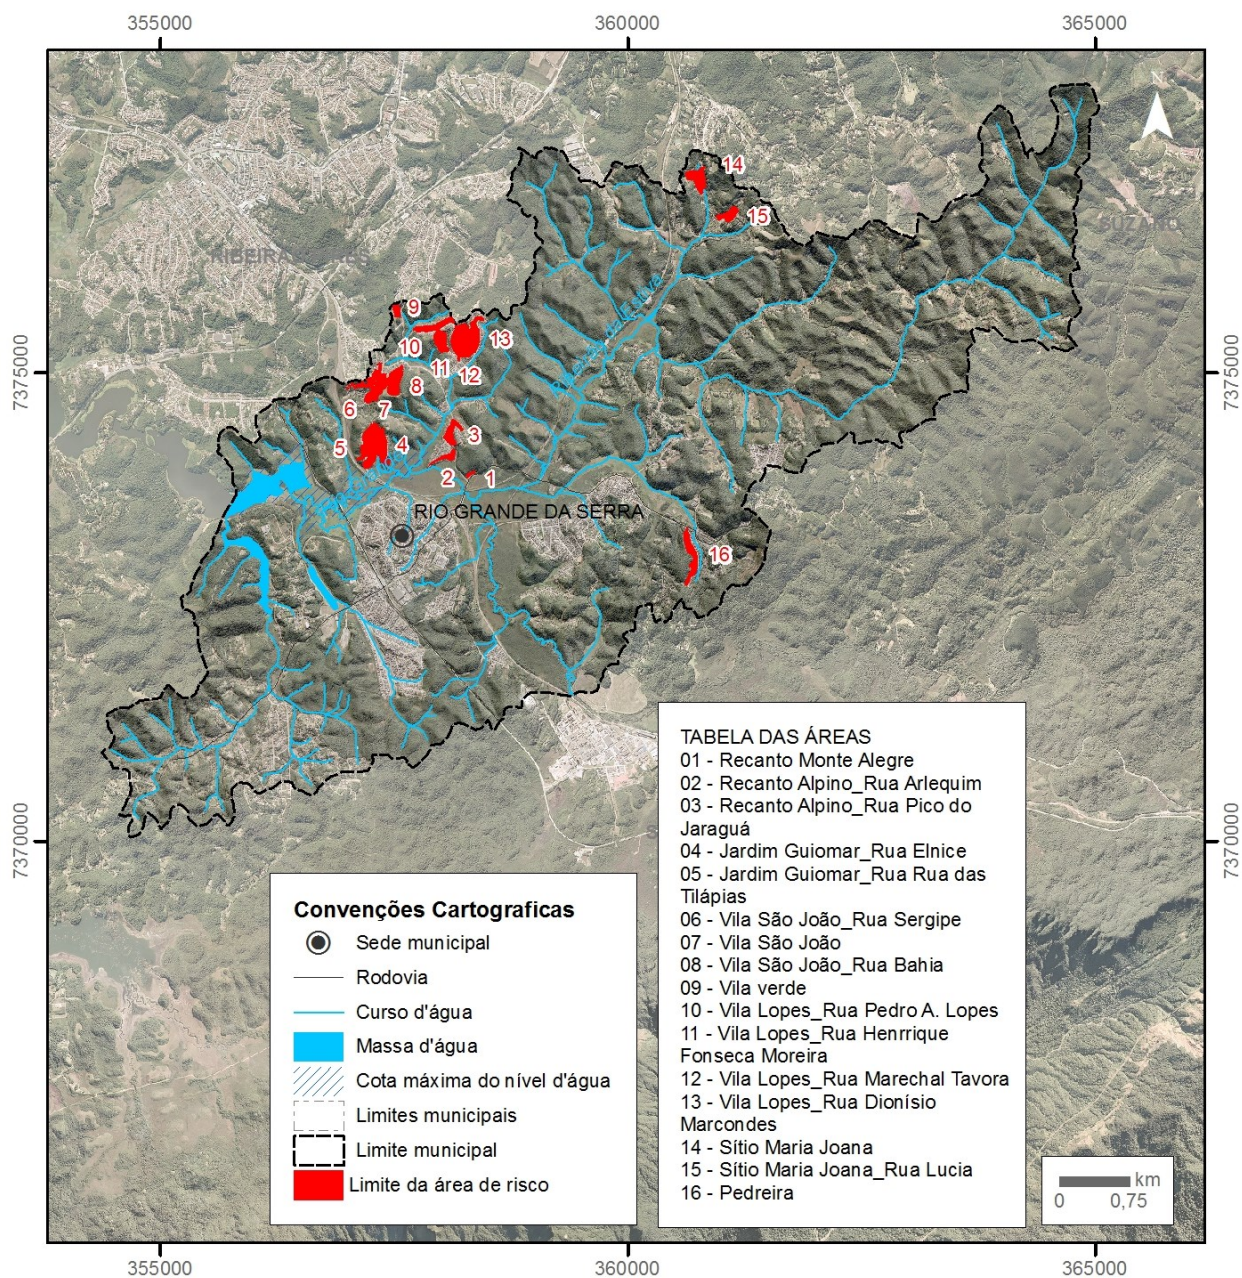 355000
360000
365000
N
14
15
SUZANO
9
10
13
11
12
7375000
7375000
8
6
7
3
5
4
2
1
RIO GRANDE DA SERRA
16
TABELA DAS ÁREAS
01 - Recanto Monte Alegre
02 - Recanto Alpino_Rua Arlequim
03 - Recanto Alpino_Rua Pico do
Jaraguá
04 - Jardim Guiomar_Rua Elnice
05 - Jardim Guiomar_Rua Rua das
Tilápias
06 - Vila São João_Rua Sergipe
07 - Vila São João
08 - Vila São João_Rua Bahia
09 - Vila verde
10 - Vila Lopes_Rua Pedro A. Lopes
11 - Vila Lopes_Rua Henrrique
Fonseca Moreira
12 - Vila Lopes_Rua Marechal Tavora
13 - Vila Lopes_Rua Dionísio
Marcondes
14 - Sítio Maria Joana
15 - Sítio Maria Joana_Rua Lucia
16 - Pedreira
7370000
7370000
Convenções Cartograficas
Sede municipal
Rodovia
Curso d'água
Massa d'água
Cota máxima do nível d'água
Limites municipais
Limite municipal
Limite da área de risco
km
0 0,75
355000
360000
365000